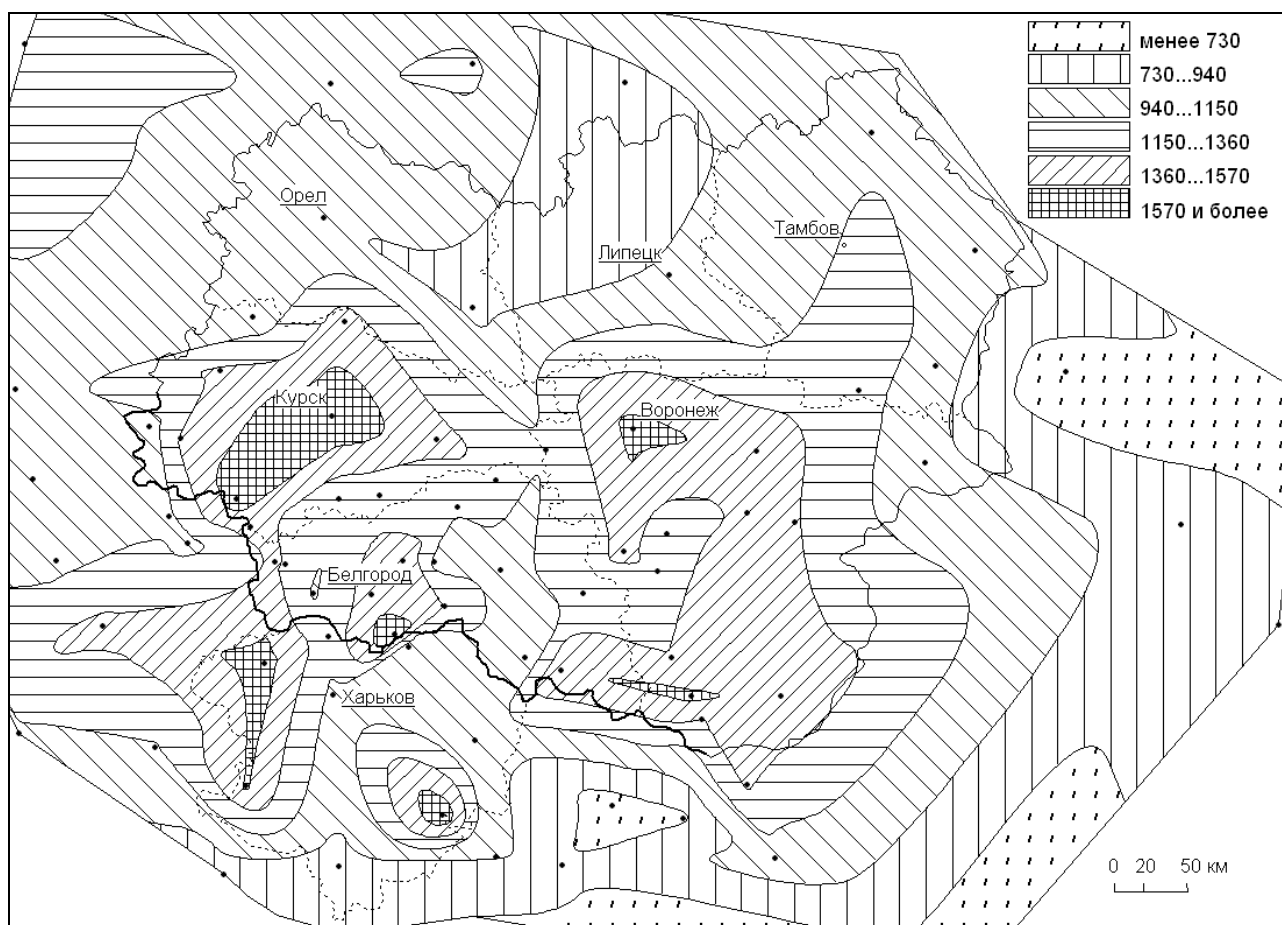 менее 730
730...940
940...1150
1150...1360
1360...1570
1570 и более
Орел
Тамбов
Липецк
Курск
Воронеж
Белгород
Харьков
0 20 50 км